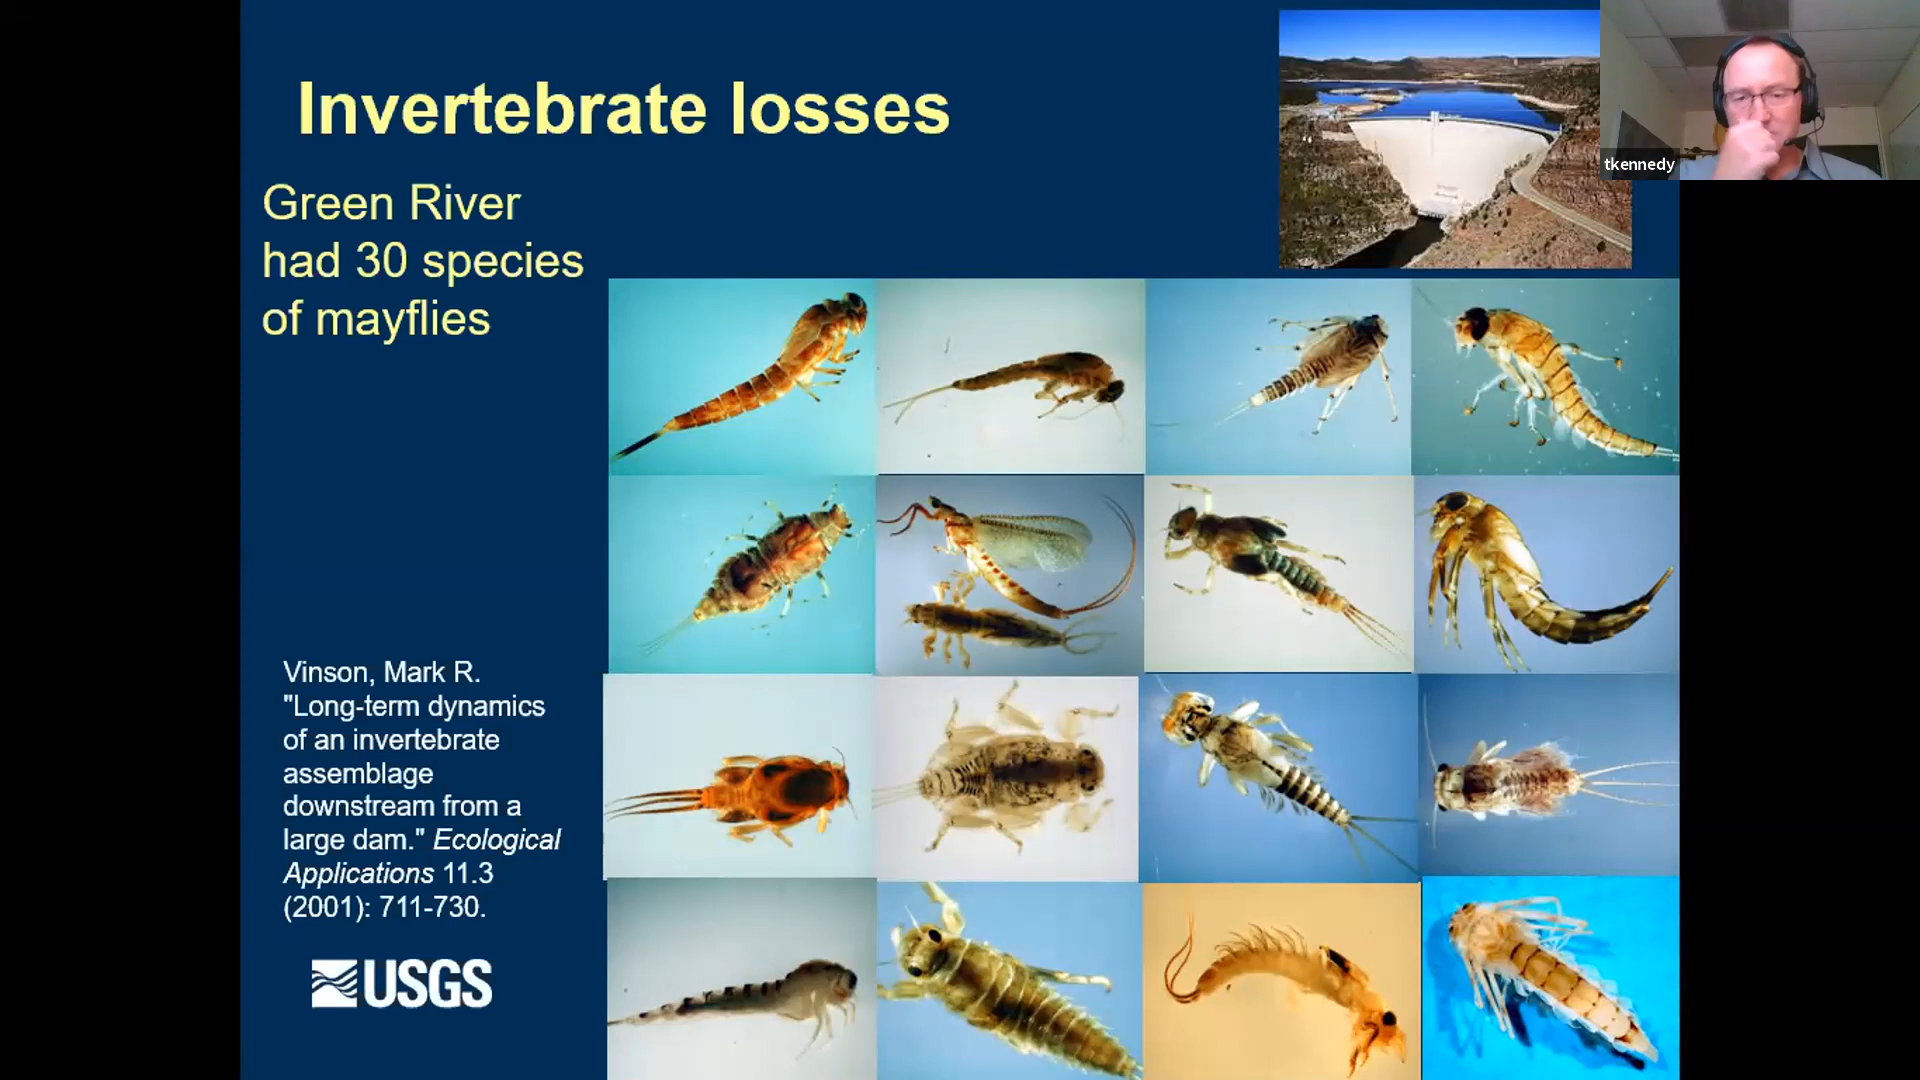 Invertebrate losses
Green River
had 30 species
of mayflies
tkennedy
Vinson, Mark R.
"Long-term dynamics
of an invertebrate
assemblage
downstream from a
large dam." Ecological
Applications 11.3
(2001): 711-730.
USGS